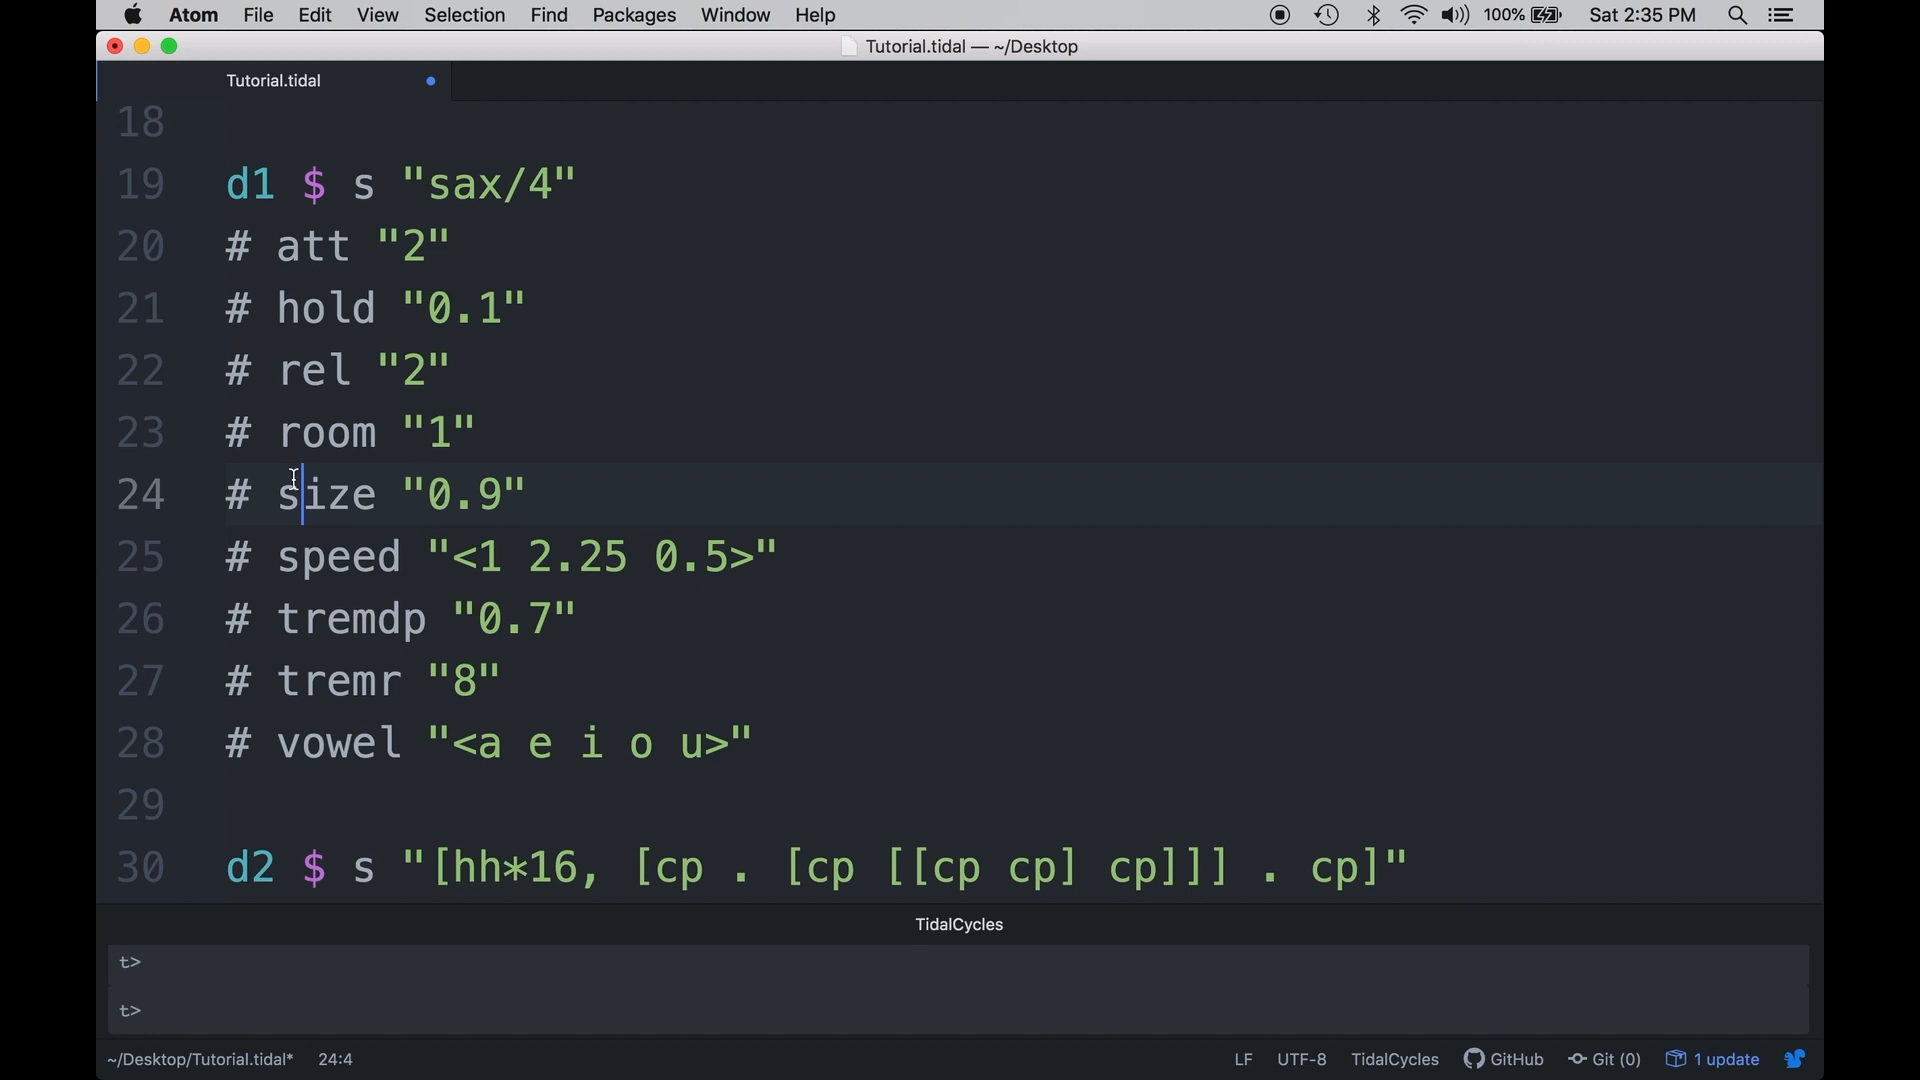 Atom File Edit View Selection Find Packages Window Help 100% Sat 2:35 PM
Tutorial.tidal — ~/Desktop
Tutorial.tidal
18
19 d1 $ s "sax/4"
20 # att "2"
21 # hold "0.1"
22 # rel "2"
23 # room "1"
24 # size "0.9"
25 # speed "<1 2.25 0.5>"
26 # tremdp "0.7"
27 # tremr "8"
28 # vowel "<a e i o u>"
29
30 d2 $ s "[hh*16, [cp . [cp [[cp cp] cp]]] . cp]"
TidalCycles
t>
t>
~/Desktop/Tutorial.tidal* 24:4 LF UTF-8 TidalCycles GitHub Git (0) 1 update